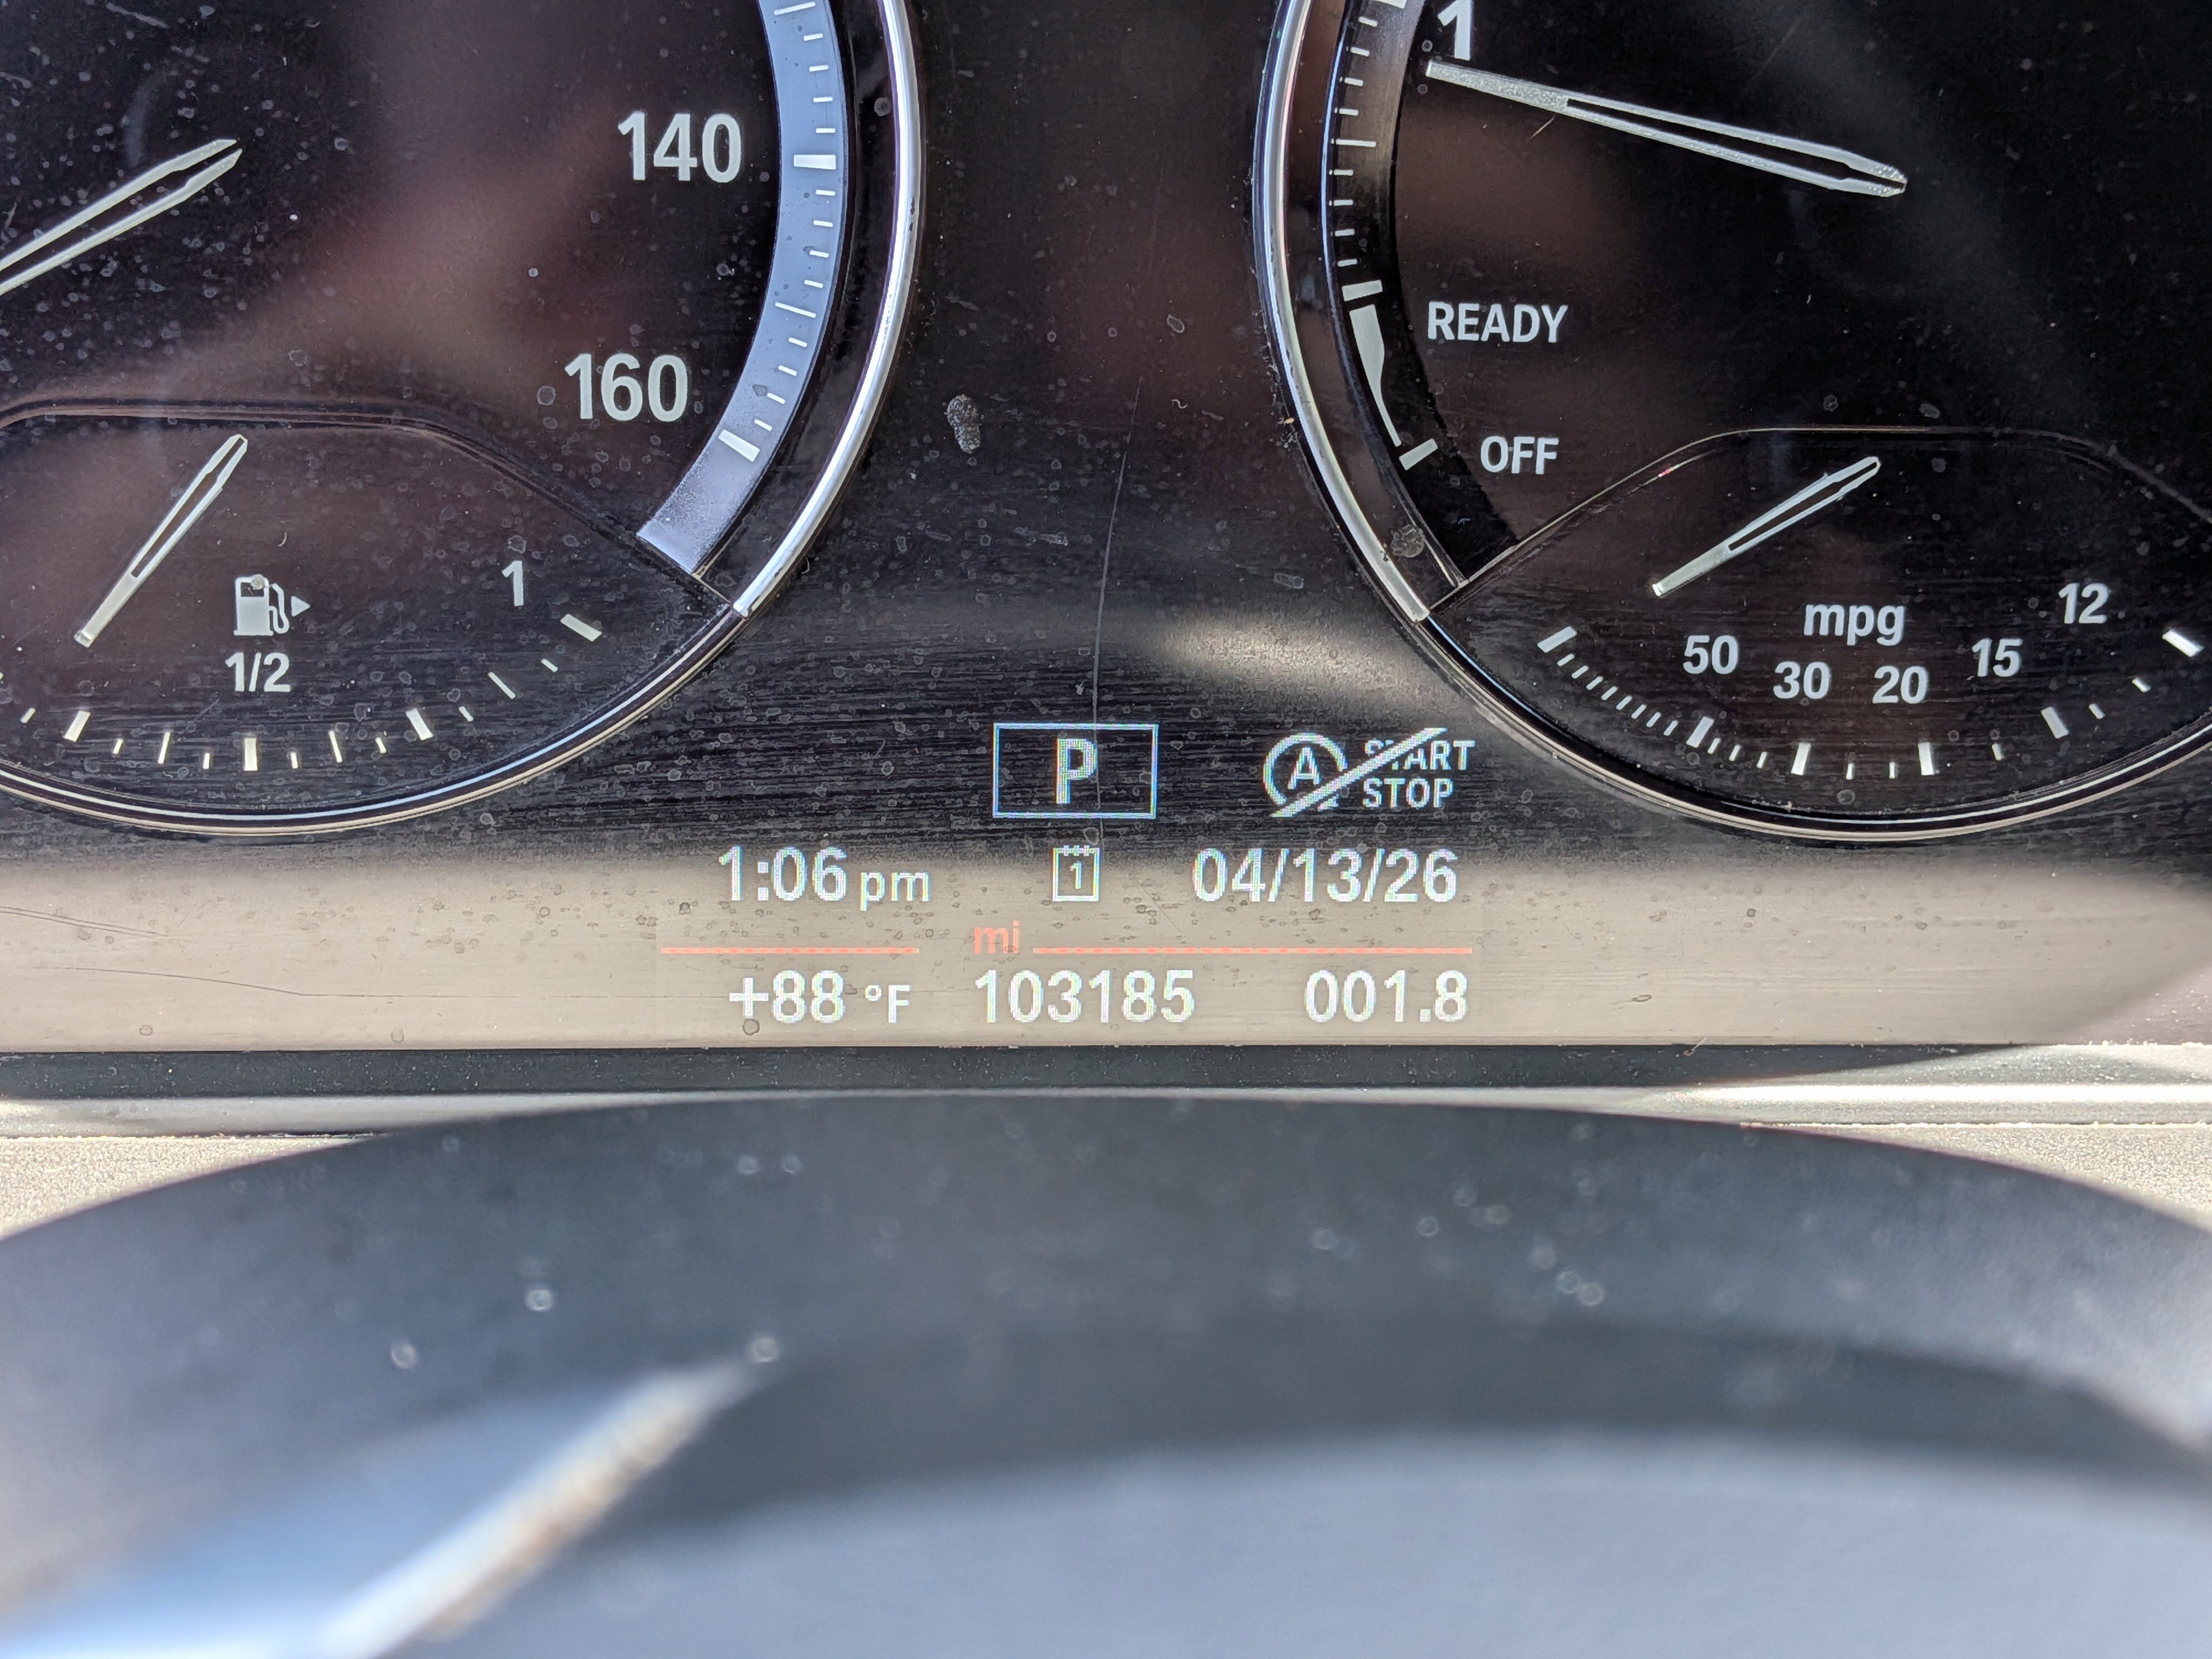 140
160
1
1/2
1
READY
OFF
mpg
50 30 20 15 12
P
A START STOP
1:06 pm 1 04/13/26
mi
+88 °F 103185 001.8